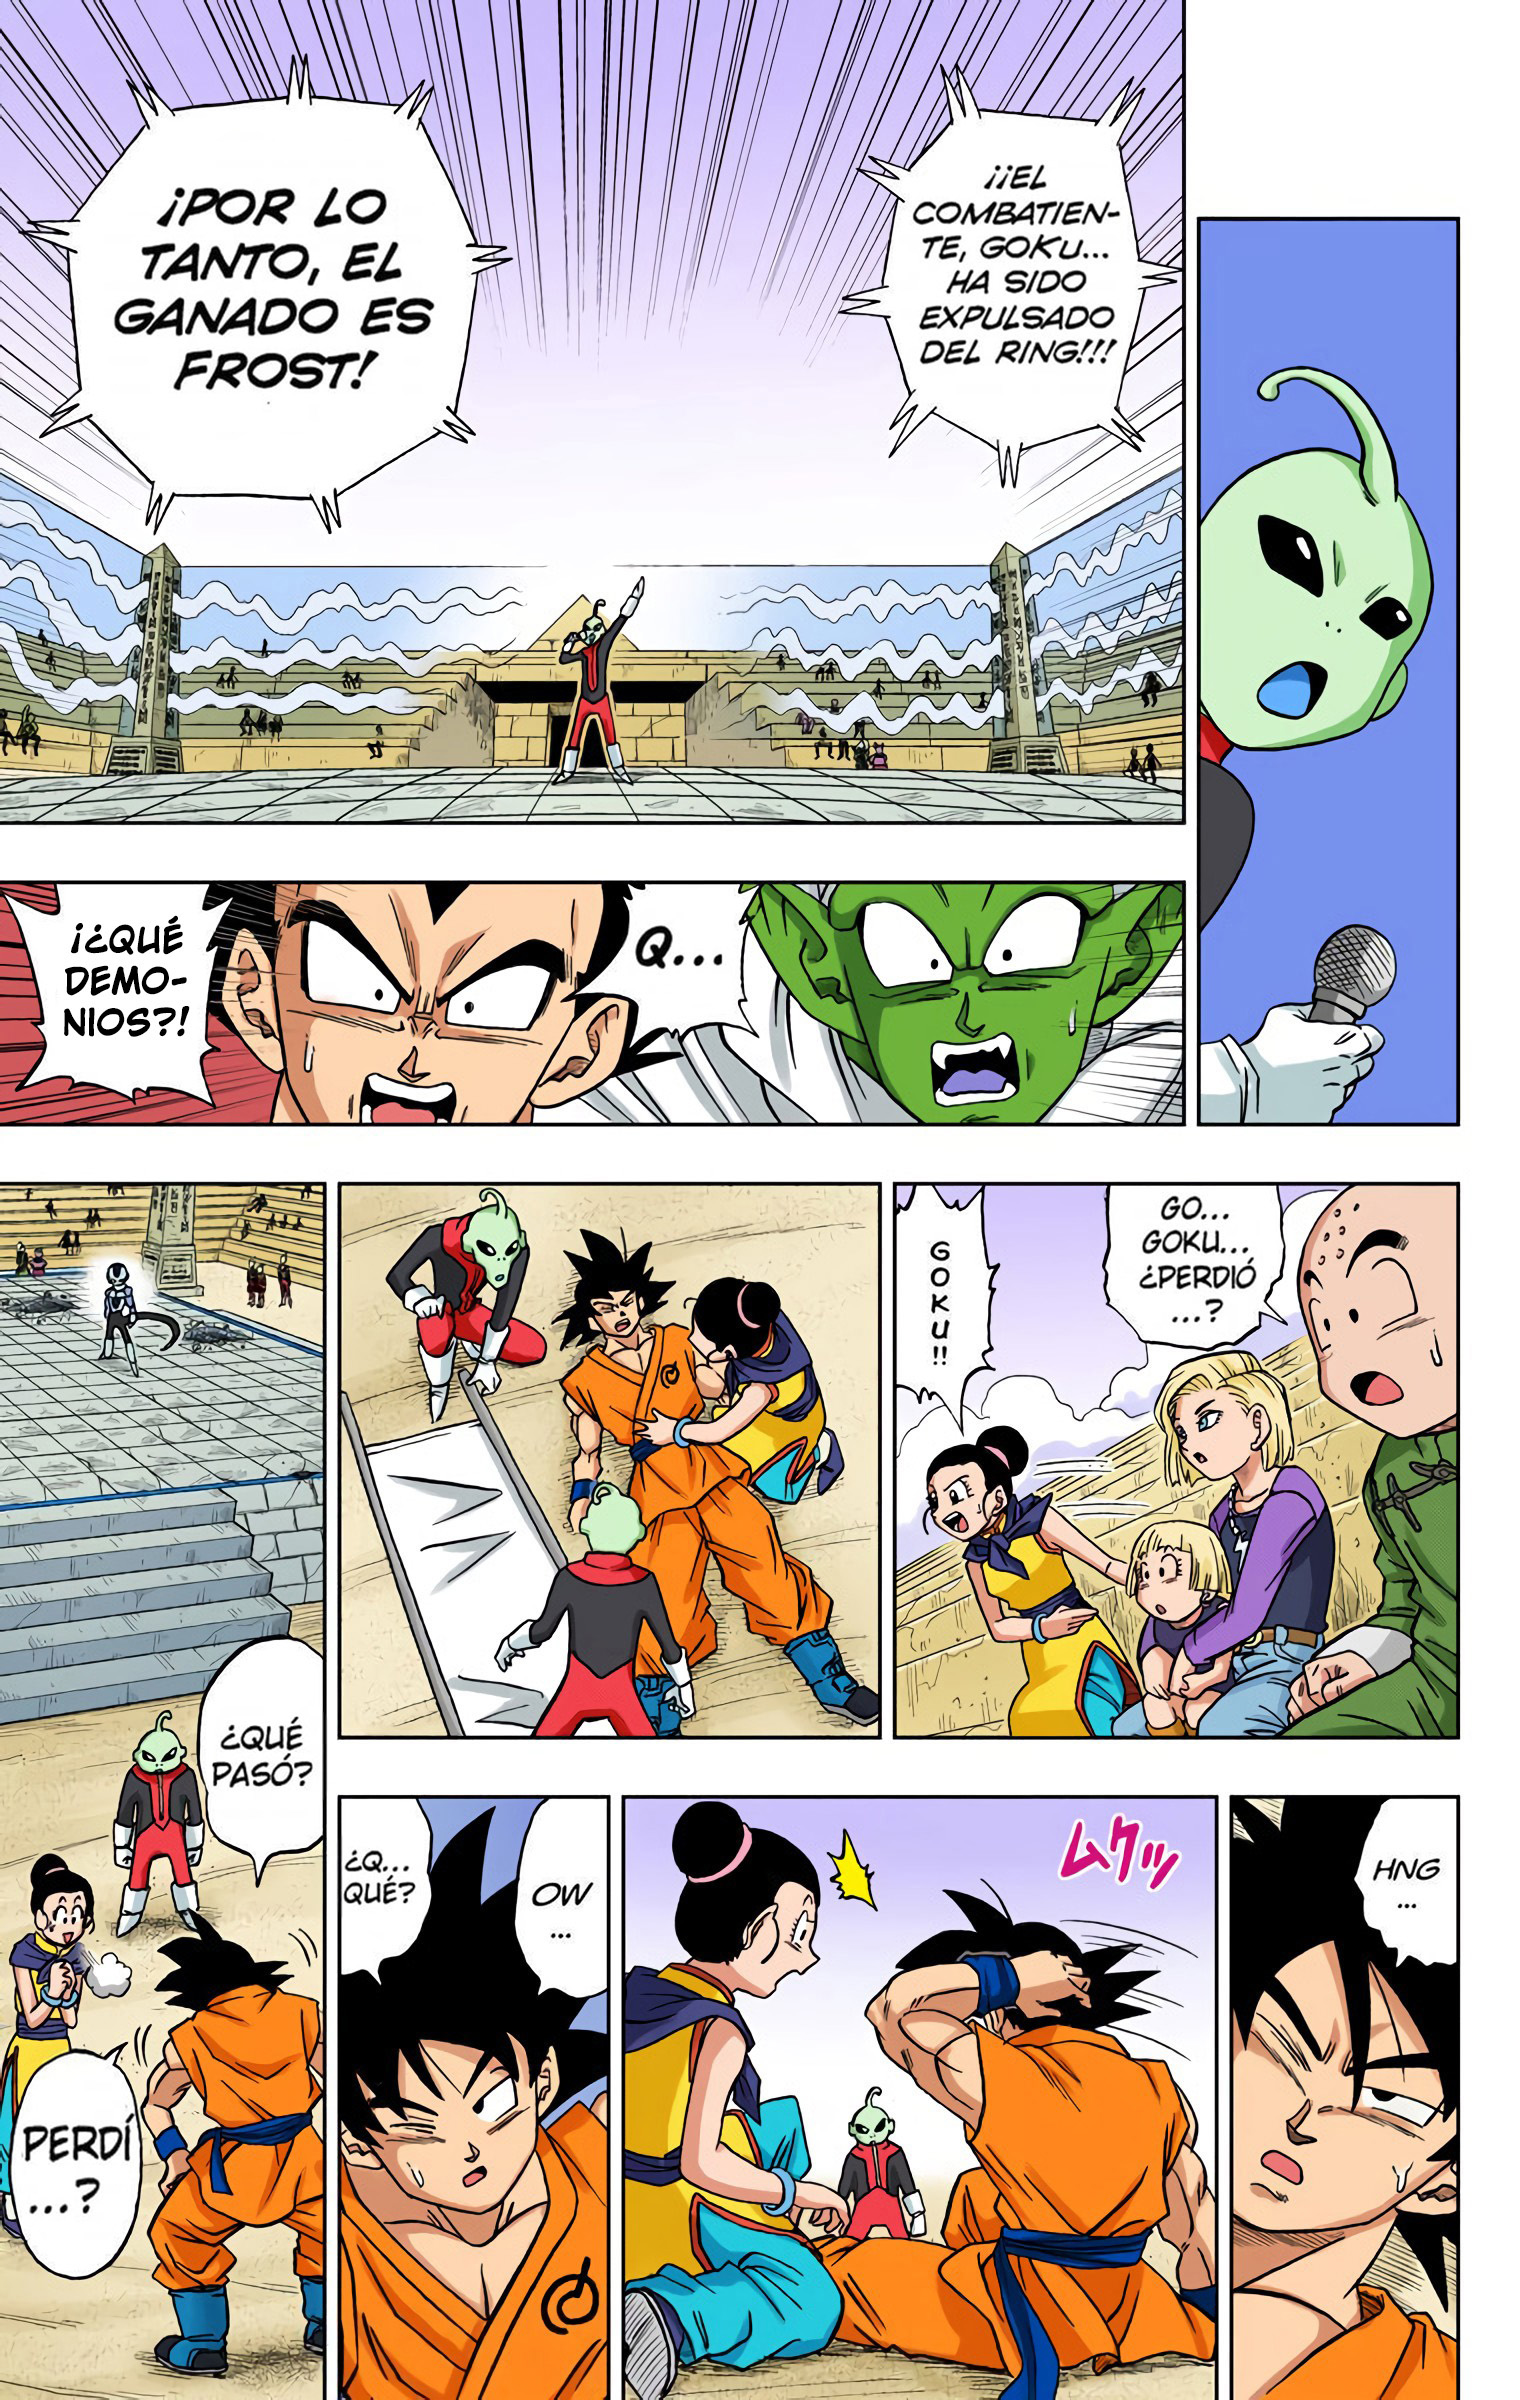 ¡¡EL
COMBATIEN-
TE, GOKU...
HA SIDO
EXPULSADO
DEL RING!!!
¡POR LO
TANTO, EL
GANADO ES
FROST!
Q...
¡¿QUÉ
DEMO-
NIOS?!
GO...
GOKU...
¿PERDIÓ
...?
GOKU!!
HNG
...
ムクッ
OW
...
¿Q...
QUÉ?
¿QUÉ
PASÓ?
PERDÍ
...?